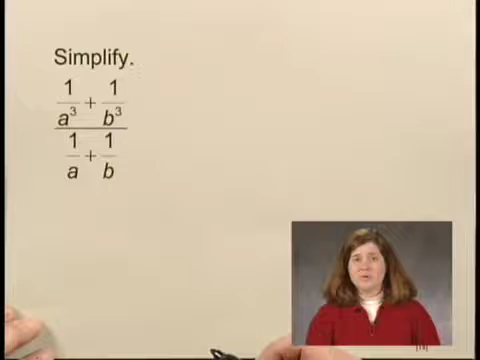 Simplify.
1/a³ + 1/b³
1/a + 1/b